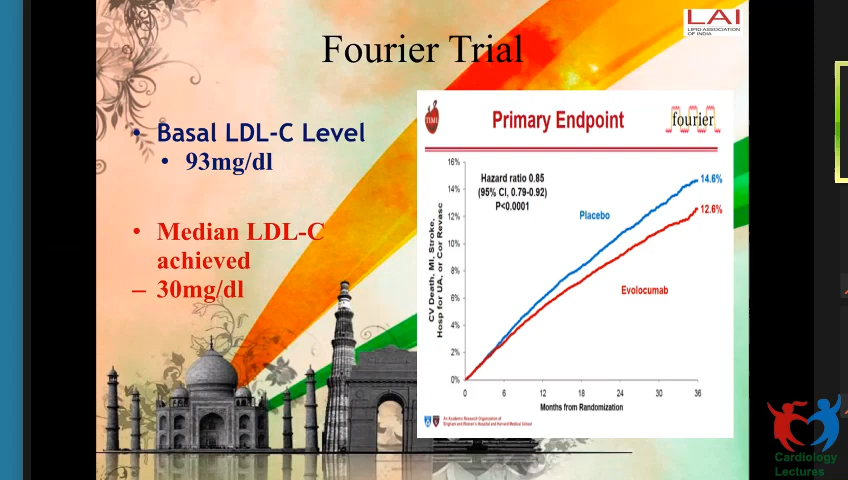 LAI
LIPID ASSOCIATION
OF INDIA
Fourier Trial
• Basal LDL-C Level
• 93mg/dl
• Median LDL-C
achieved
– 30mg/dl
TIMI
Primary Endpoint
fourier
Hazard ratio 0.85
(95% CI, 0.79-0.92)
P<0.0001
CV Death, MI, Stroke,
Hosp for UA, or Cor Revasc
16%
14%
12%
10%
8%
6%
4%
2%
0%
14.6%
12.6%
Placebo
Evolocumab
0 6 12 18 24 30 36
Months from Randomization
An Academic Research Organization of
Brigham and Women's Hospital and Harvard Medical School
Cardiology
Lectures